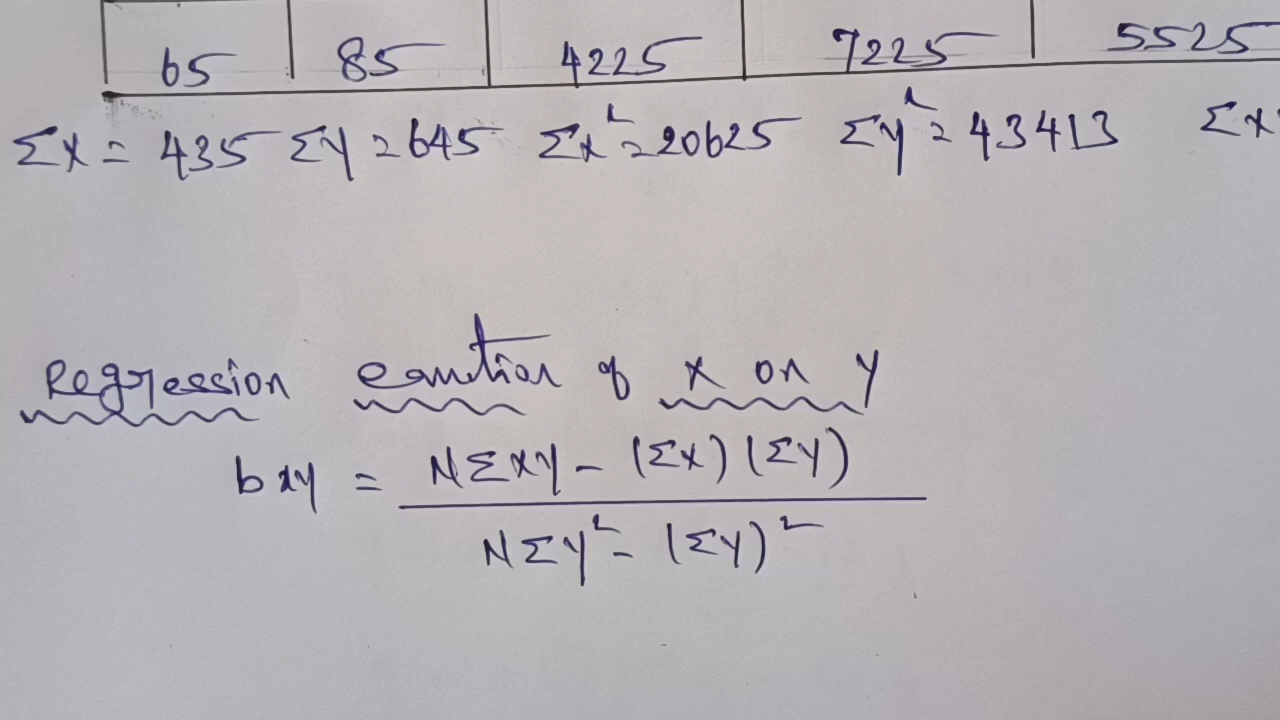 65 85 4225 7225 5525
Σx = 435 Σy = 645 Σx² = 20625 Σy² = 43413 Σx
Regression eauction of x on y
bxy = NΣxy - (Σx) (Σy)
NΣy² - (Σy)²